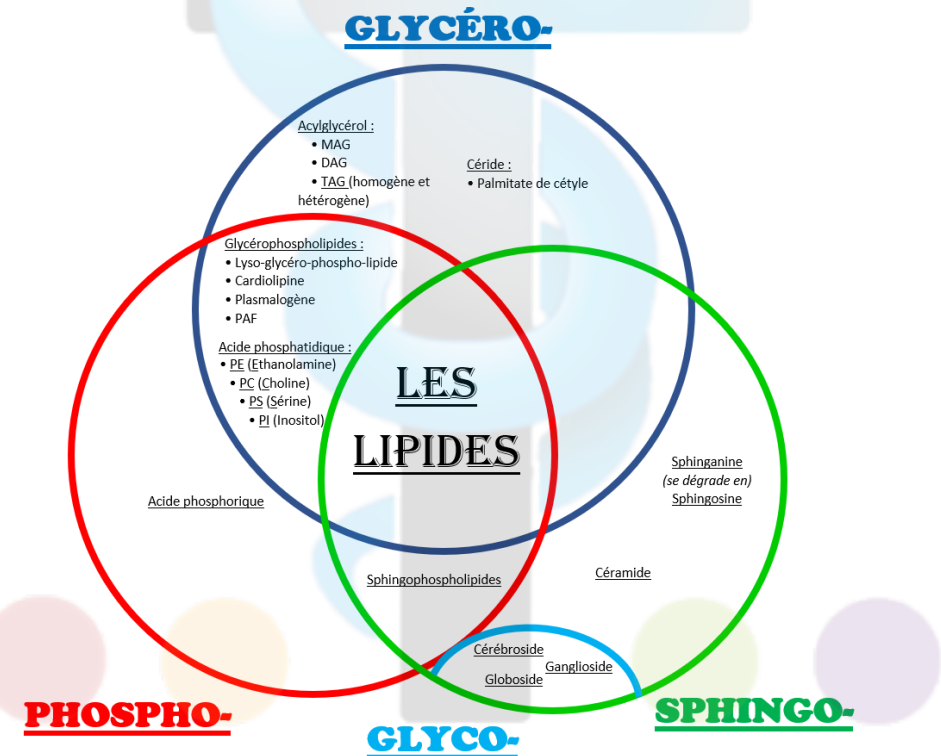 GLYCÉRO-
Acylglycérol :
• MAG
• DAG
• TAG (homogène et
hétérogène)
Céride :
• Palmitate de cétyle
Glycérophospholipides :
• Lyso-glycéro-phospho-lipide
• Cardiolipine
• Plasmalogène
• PAF
Acide phosphatidique :
• PE (Ethanolamine)
• PC (Choline)
• PS (Sérine)
• PI (Inositol)
LES
LIPIDES
Sphinganine
(se dégrade en)
Sphingosine
Acide phosphorique
Sphingophospholipides
Céramide
Cérébroside
Ganglioside
Globoside
PHOSPHO-
GLYCO-
SPHINGO-